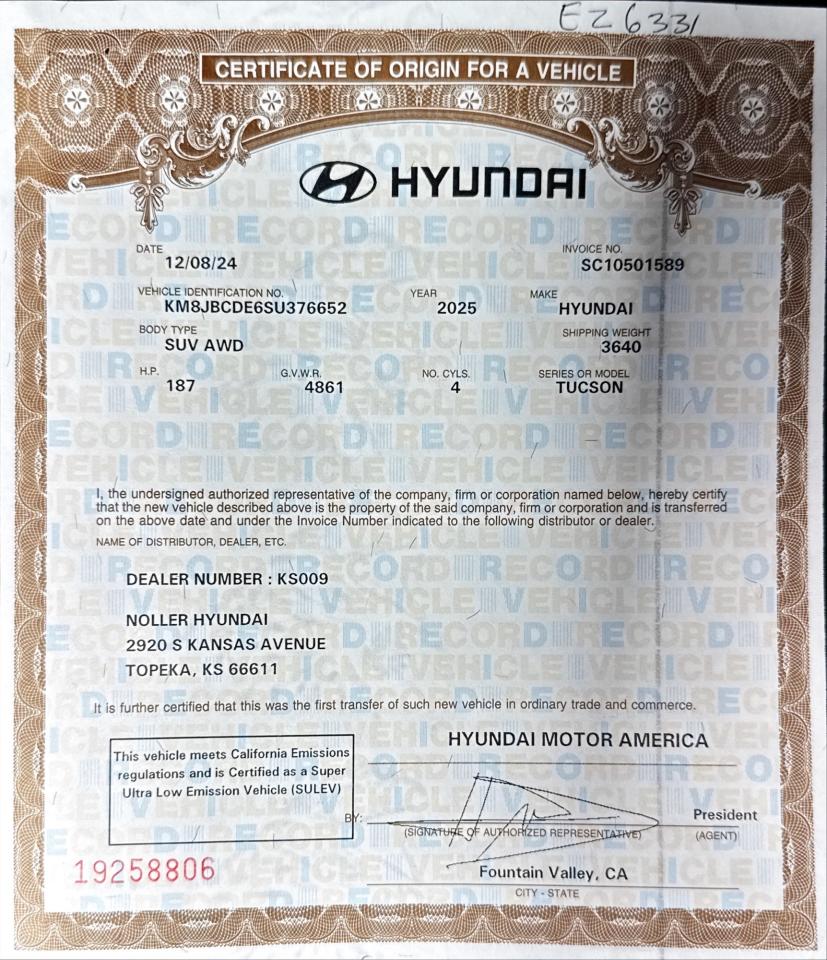 EZ6331
CERTIFICATE OF ORIGIN FOR A VEHICLE
HYUNDAI
DATE
12/08/24
INVOICE NO.
SC10501589
VEHICLE IDENTIFICATION NO.
KM8JBCDE6SU376652
YEAR
2025
MAKE
HYUNDAI
BODY TYPE
SUV AWD
SHIPPING WEIGHT
3640
H.P.
187
G.V.W.R.
4861
NO. CYLS.
4
SERIES OR MODEL
TUCSON
I, the undersigned authorized representative of the company, firm or corporation named below, hereby certify
that the new vehicle described above is the property of the said company, firm or corporation and is transferred
on the above date and under the Invoice Number indicated to the following distributor or dealer.
NAME OF DISTRIBUTOR, DEALER, ETC.
DEALER NUMBER : KS009
NOLLER HYUNDAI
2920 S KANSAS AVENUE
TOPEKA, KS 66611
It is further certified that this was the first transfer of such new vehicle in ordinary trade and commerce.
This vehicle meets California Emissions
regulations and is Certified as a Super
Ultra Low Emission Vehicle (SULEV)
HYUNDAI MOTOR AMERICA
BY:
President
(SIGNATURE OF AUTHORIZED REPRESENTATIVE)
(AGENT)
19258806
Fountain Valley, CA
CITY - STATE